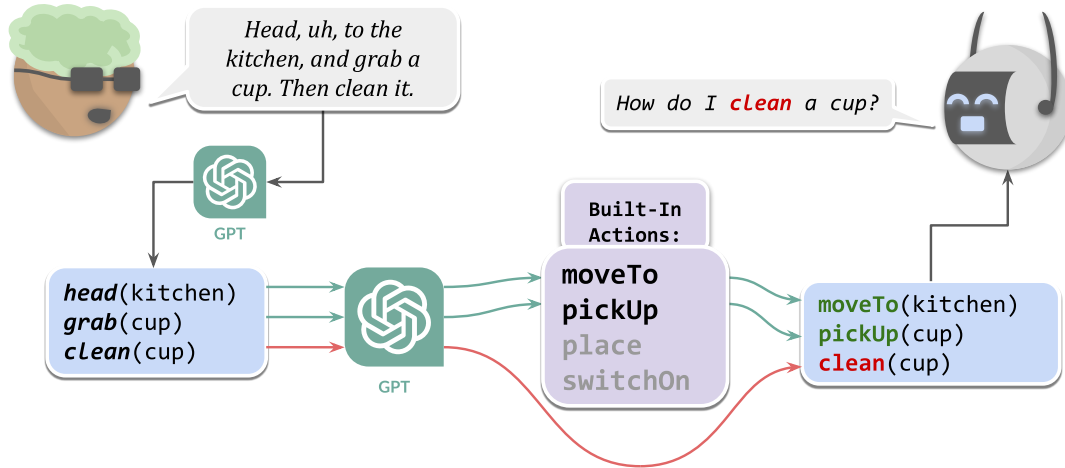 Head, uh, to the
kitchen, and grab a
cup. Then clean it.
How do I clean a cup?
GPT
Built-In
Actions:
head(kitchen)
grab(cup)
clean(cup)
GPT
moveTo
pickUp
place
switchOn
moveTo(kitchen)
pickUp(cup)
clean(cup)